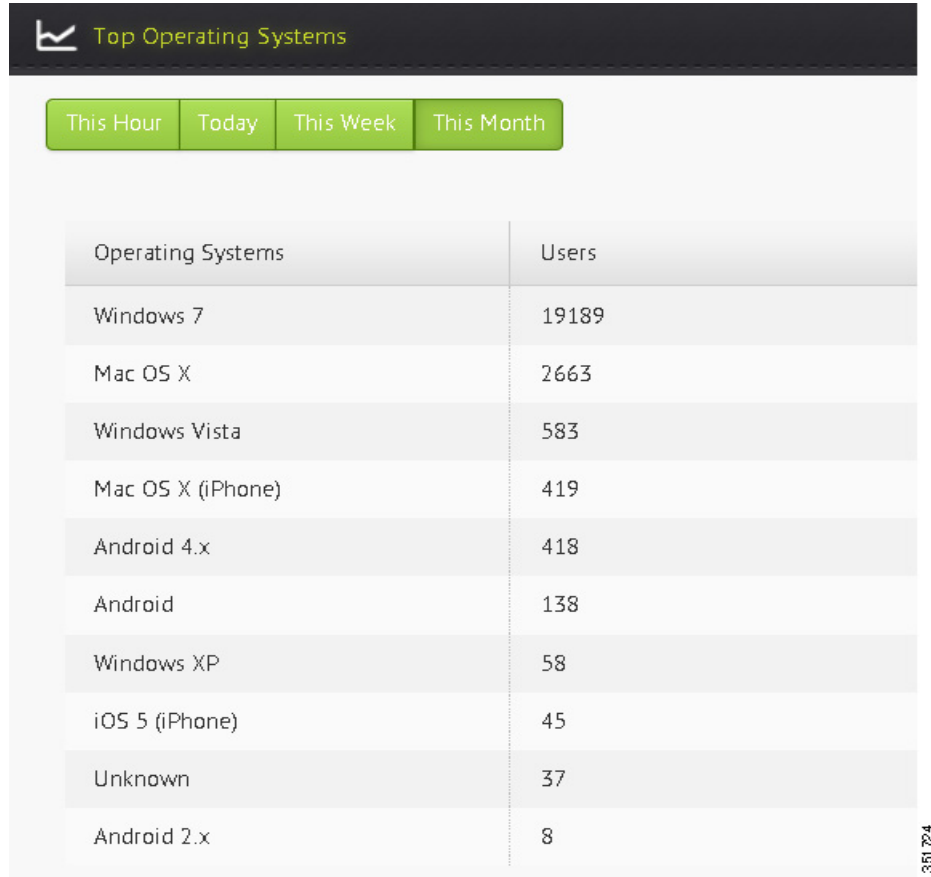 Top Operating Systems
This Hour Today This Week This Month
Operating Systems Users
Windows 7 19189
Mac OS X 2663
Windows Vista 583
Mac OS X (iPhone) 419
Android 4.x 418
Android 138
Windows XP 58
iOS 5 (iPhone) 45
Unknown 37
Android 2.x 8
351724